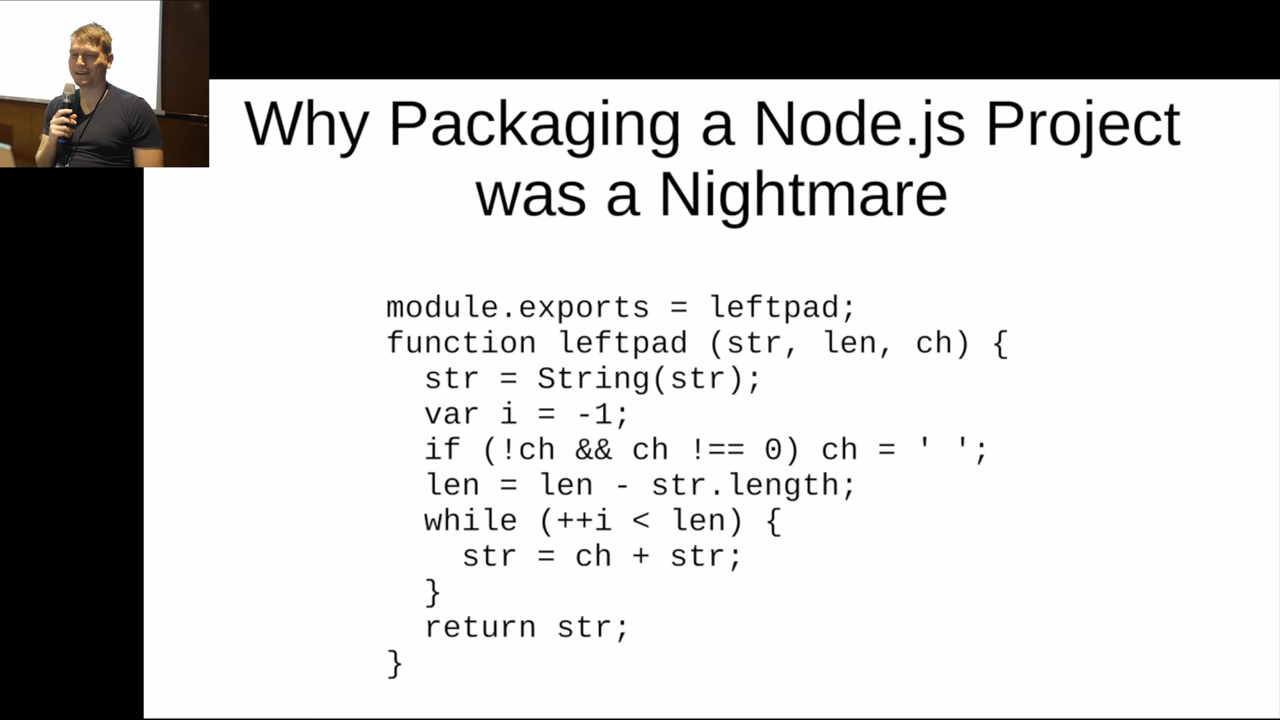 Why Packaging a Node.js Project
was a Nightmare
module.exports = leftpad;
function leftpad (str, len, ch) {
  str = String(str);
  var i = -1;
  if (!ch && ch !== 0) ch = ' ';
  len = len - str.length;
  while (++i < len) {
    str = ch + str;
  }
  return str;
}